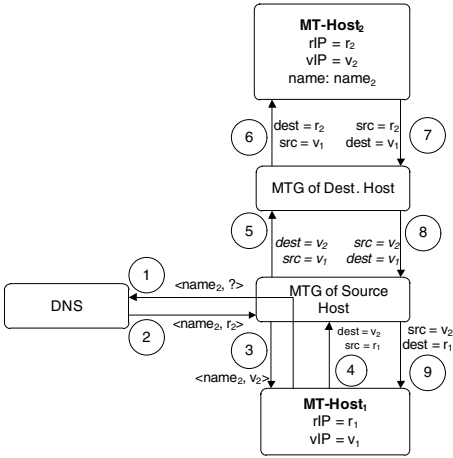 MT-Host₂
rIP = r₂
vIP = v₂
name: name₂
6
dest = r₂
src = v₁
src = r₂
dest = v₁
7
MTG of Dest. Host
5
dest = v₂
src = v₁
src = v₂
dest = v₁
8
1
<name₂, ?>
MTG of Source
Host
DNS
2
<name₂, r₂>
3
<name₂, v₂>
4
dest = v₂
src = r₁
src = v₂
dest = r₁
9
MT-Host₁
rIP = r₁
vIP = v₁